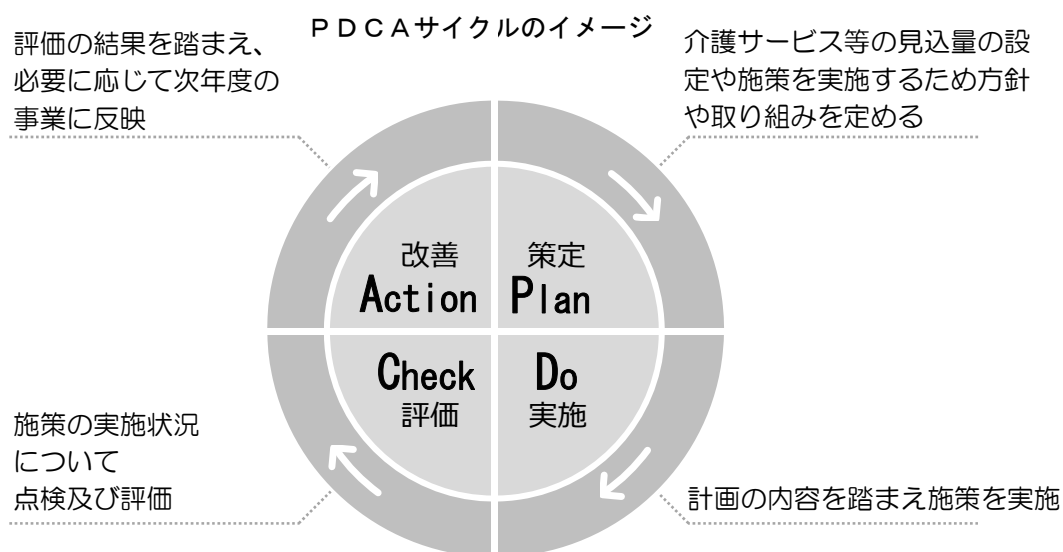 PDCAサイクルのイメージ
評価の結果を踏まえ、
必要に応じて次年度の
事業に反映
介護サービス等の見込量の設
定や施策を実施するため方針
や取り組みを定める
改善
Action
策定
Plan
Check
評価
Do
実施
施策の実施状況
について
点検及び評価
計画の内容を踏まえ施策を実施